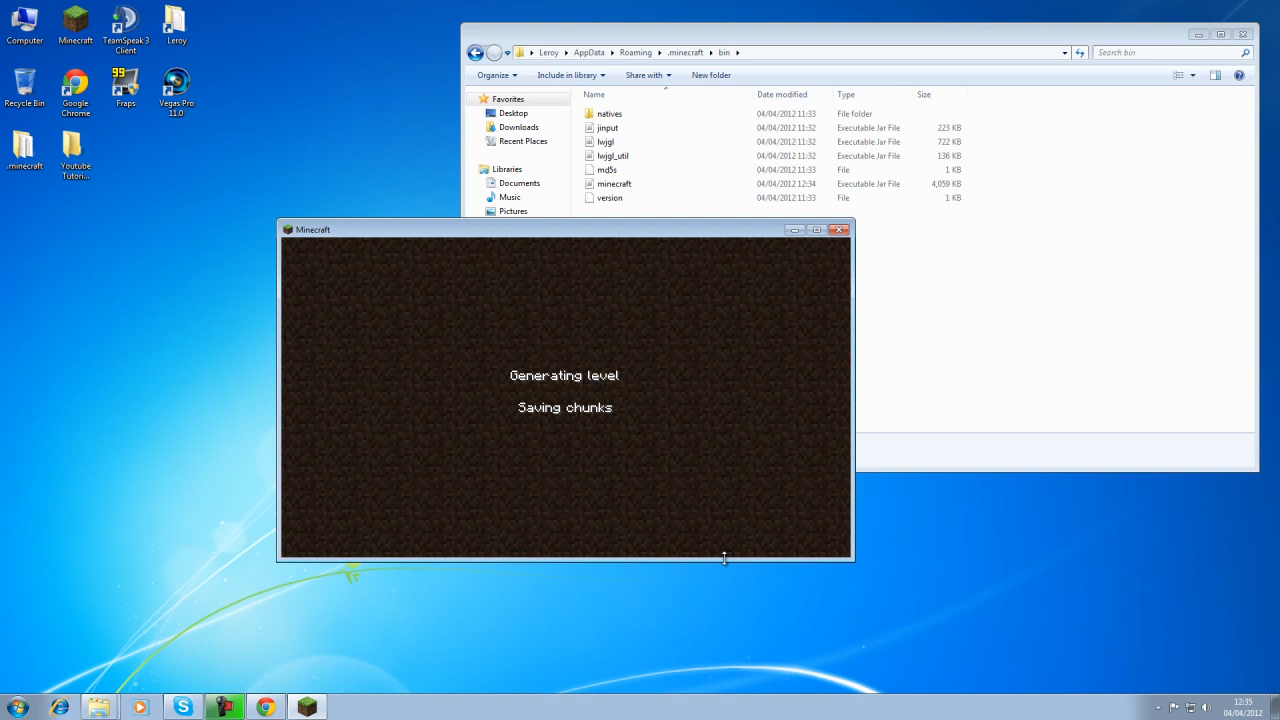 Computer
Minecraft
TeamSpeak 3
Client
Leroy
Recycle Bin
Google
Chrome
99
Fraps
Vegas Pro
11.0
.minecraft
Youtube
Tutori...
Leroy AppData Roaming .minecraft bin
Search bin
Organize Include in library Share with New folder
Favorites
Desktop
Downloads
Recent Places
Libraries
Documents
Music
Pictures
Name Date modified Type Size
natives 04/04/2012 11:33 File folder
jinput 04/04/2012 11:32 Executable Jar File 223 KB
lwjgl 04/04/2012 11:32 Executable Jar File 722 KB
lwjgl_util 04/04/2012 11:32 Executable Jar File 136 KB
md5s 04/04/2012 11:33 File 1 KB
minecraft 04/04/2012 12:34 Executable Jar File 4,059 KB
version 04/04/2012 11:33 File 1 KB
Minecraft
Generating level
Saving chunks
12:35
04/04/2012